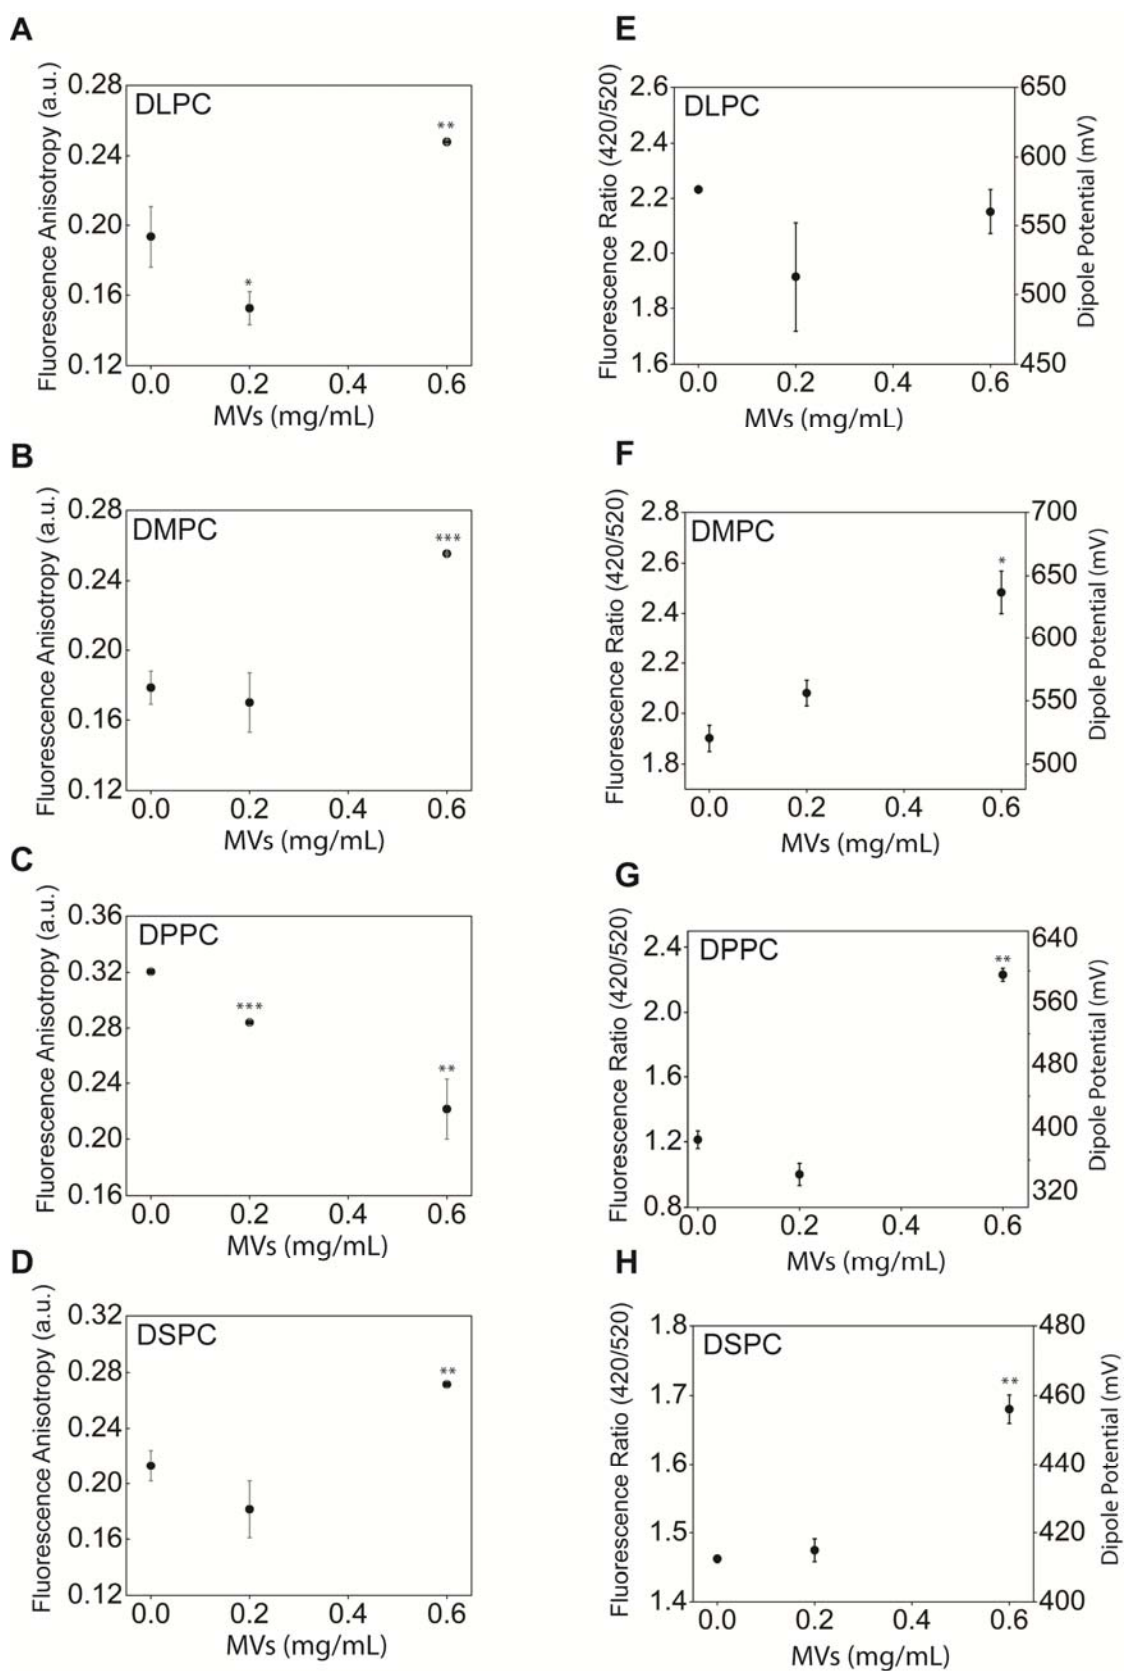 A
Fluorescence Anisotropy (a.u.)
0.28
0.24
0.20
0.16
0.12
DLPC
*
**
0.0 0.2 0.4 0.6
MVs (mg/mL)
E
Fluorescence Ratio (420/520)
2.6
2.4
2.2
2.0
1.8
1.6
DLPC
650
600
550
500
450
Dipole Potential (mV)
0.0 0.2 0.4 0.6
MVs (mg/mL)
B
Fluorescence Anisotropy (a.u.)
0.28
0.24
0.20
0.16
0.12
DMPC
***
0.0 0.2 0.4 0.6
MVs (mg/mL)
F
Fluorescence Ratio (420/520)
2.8
2.6
2.4
2.2
2.0
1.8
DMPC
*
700
650
600
550
500
Dipole Potential (mV)
0.0 0.2 0.4 0.6
MVs (mg/mL)
C
Fluorescence Anisotropy (a.u.)
0.36
0.32
0.28
0.24
0.20
0.16
DPPC
***
**
0.0 0.2 0.4 0.6
MVs (mg/mL)
G
Fluorescence Ratio (420/520)
2.4
2.0
1.6
1.2
0.8
DPPC
**
640
560
480
400
320
Dipole Potential (mV)
0.0 0.2 0.4 0.6
MVs (mg/mL)
D
Fluorescence Anisotropy (a.u.)
0.32
0.28
0.24
0.20
0.16
0.12
DSPC
**
0.0 0.2 0.4 0.6
MVs (mg/mL)
H
Fluorescence Ratio (420/520)
1.8
1.7
1.6
1.5
1.4
DSPC
**
480
460
440
420
400
Dipole Potential (mV)
0.0 0.2 0.4 0.6
MVs (mg/mL)